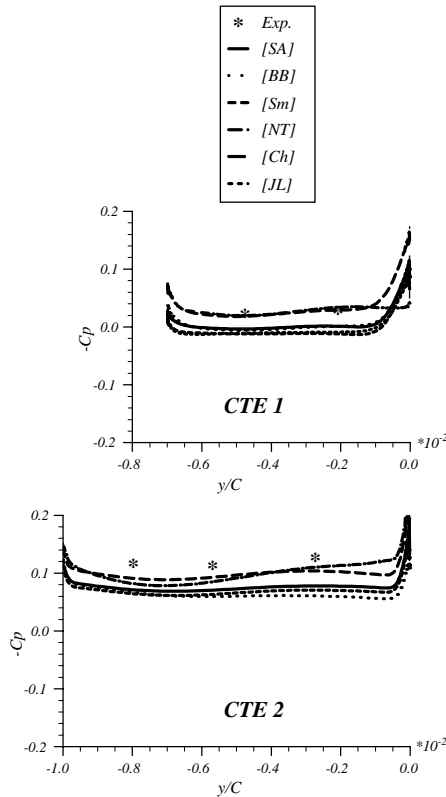 * Exp.
[SA]
[BB]
[Sm]
[NT]
[Ch]
[JL]
0.2
0.1
0.0
-0.1
-0.2
-Cp
CTE 1
*10-2
-0.8 -0.6 -0.4 -0.2 0.0
y/C
0.2
0.1
0.0
-0.1
-0.2
-Cp
CTE 2
*10-2
-1.0 -0.8 -0.6 -0.4 -0.2 0.0
y/C